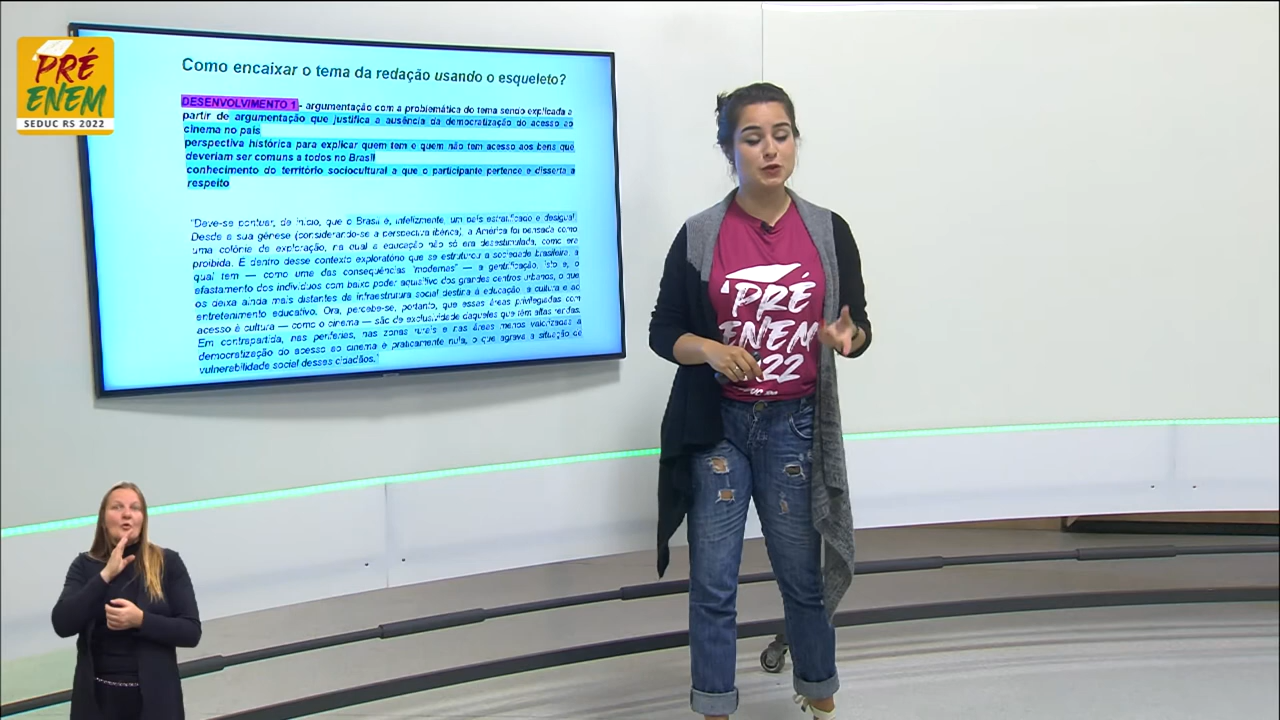 PRÉ
ENEM
SEDUC RS 2022
Como encaixar o tema da redação usando o esqueleto?
DESENVOLVIMENTO 1 - argumentação com a problemática do tema sendo explicada a
partir de argumentação que justifica a ausência da democratização do acesso ao
cinema no país
perspectiva histórica para explicar quem tem e quem não tem acesso aos bens que
deveriam ser comuns a todos no Brasil
conhecimento do território sociocultural a que o participante pertence e disserta a
respeito
"Deve-se pontuar, de início, que o Brasil é, infelizmente, um país estratificado e desigual.
Desde a sua gênese (considerando-se a perspectiva ibérica), a América foi pensada como
uma colônia de exploração, na qual a educação não só era desestimulada, como era
proibida. É dentro desse contexto exploratório que se estruturou a sociedade brasileira, a
qual tem — como uma das consequências "modernas" — a gentrificação, isto é, o
afastamento dos indivíduos com baixo poder aquisitivo dos grandes centros urbanos, o que
os deixa ainda mais distantes da infraestrutura social destina à educação, a cultura e ao
entretenimento educativo. Ora, percebe-se, portanto, que essas áreas privilegiadas com
acesso à cultura — como o cinema — são de exclusividade daqueles que têm altas rendas.
Em contrapartida, nas periferias, nas zonas rurais e nas áreas menos valorizadas a
democratização do acesso ao cinema é praticamente nula, o que agrava a situação de
vulnerabilidade social desses cidadãos."
PRÉ
ENEM
2022